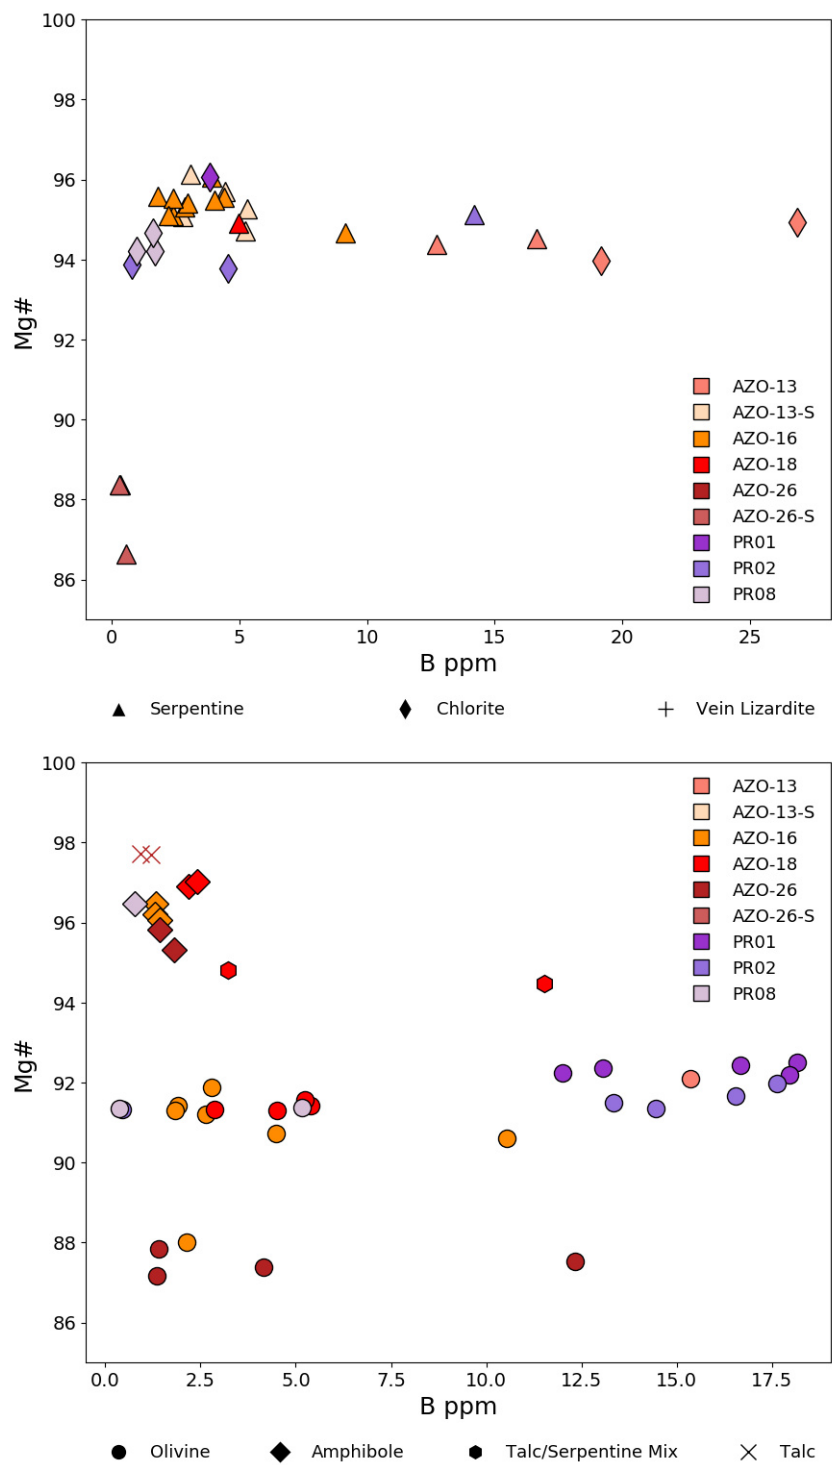 100
98
96
94
92
90
88
86
Mg#
0 5 10 15 20 25
B ppm
AZO-13
AZO-13-S
AZO-16
AZO-18
AZO-26
AZO-26-S
PR01
PR02
PR08
Serpentine Chlorite Vein Lizardite
100
98
96
94
92
90
88
86
Mg#
0.0 2.5 5.0 7.5 10.0 12.5 15.0 17.5
B ppm
AZO-13
AZO-13-S
AZO-16
AZO-18
AZO-26
AZO-26-S
PR01
PR02
PR08
Olivine Amphibole Talc/Serpentine Mix Talc